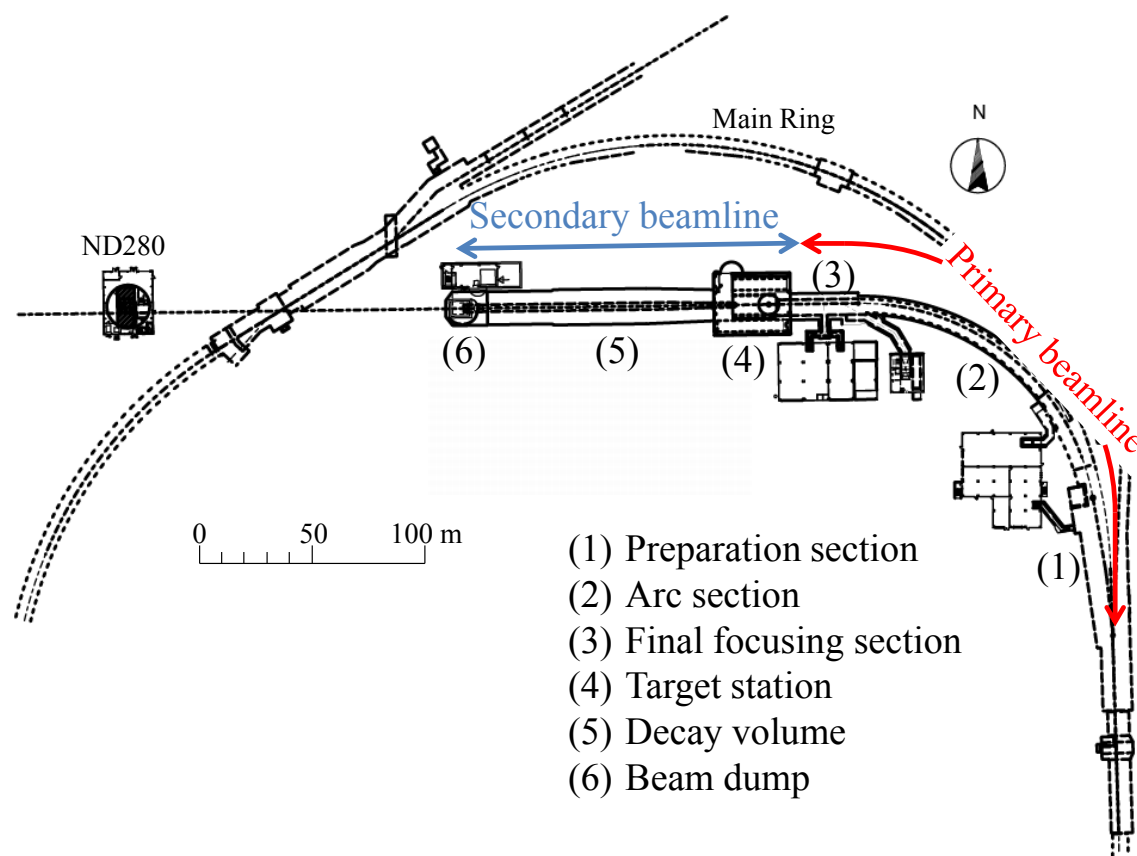 N
Main Ring
Secondary beamline
ND280
Primary beamline
(3)
(6)
(5)
(4)
(2)
(1)
0 50 100 m
(1) Preparation section
(2) Arc section
(3) Final focusing section
(4) Target station
(5) Decay volume
(6) Beam dump